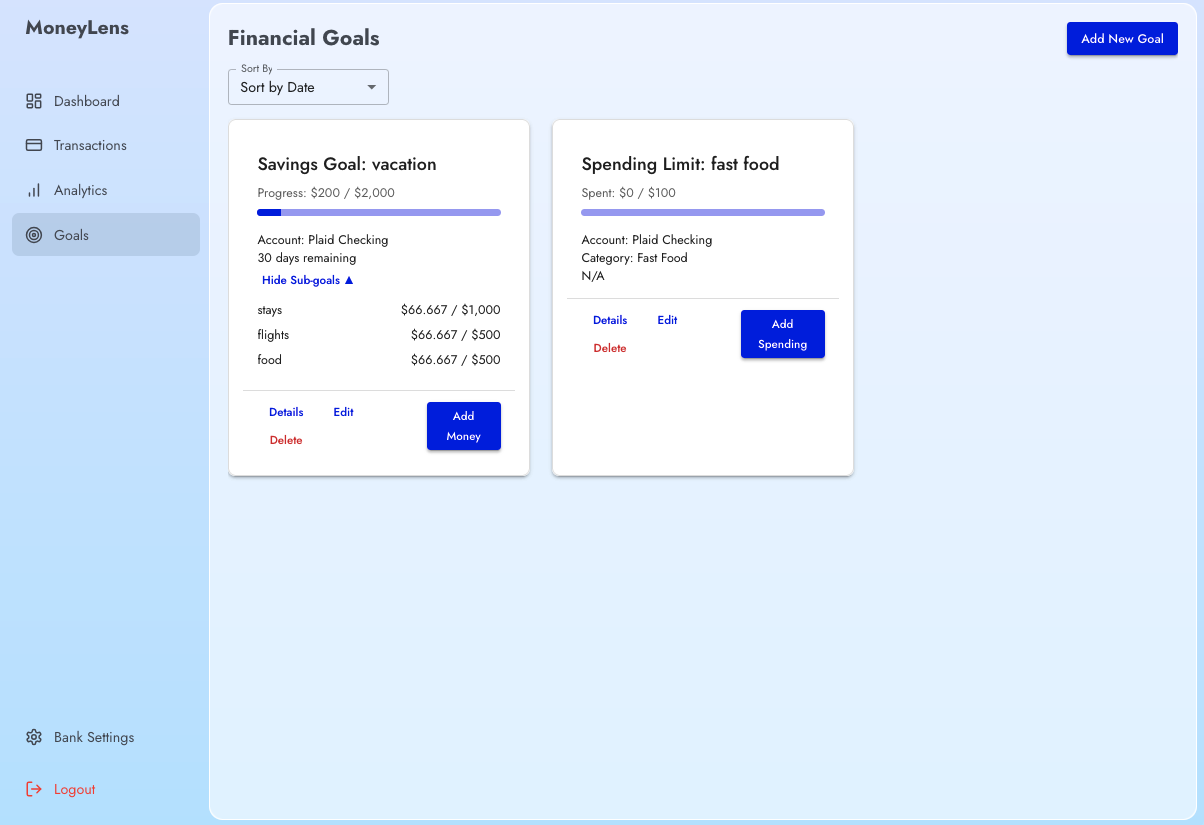 MoneyLens
Dashboard
Transactions
Analytics
Goals
Bank Settings
Logout
Financial Goals
Add New Goal
Sort By
Sort by Date
Savings Goal: vacation
Progress: $200 / $2,000
Account: Plaid Checking
30 days remaining
Hide Sub-goals ▲
stays $66.667 / $1,000
flights $66.667 / $500
food $66.667 / $500
Details Edit
Delete
Add
Money
Spending Limit: fast food
Spent: $0 / $100
Account: Plaid Checking
Category: Fast Food
N/A
Details Edit
Delete
Add
Spending